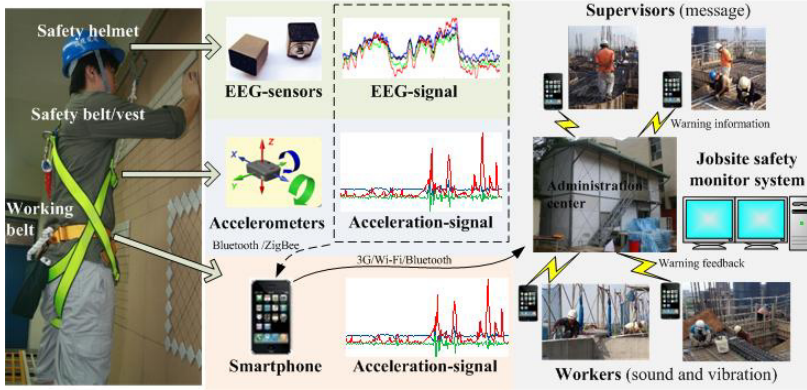 Safety helmet
Safety belt/vest
Working
belt
EEG-sensors
EEG-signal
X
Y
Z
Accelerometers
Acceleration-signal
Bluetooth /ZigBee
3G/Wi-Fi/Bluetooth
Smartphone
Acceleration-signal
Supervisors (message)
Warning information
Administration
center
Jobsite safety
monitor system
Warning feedback
Workers (sound and vibration)